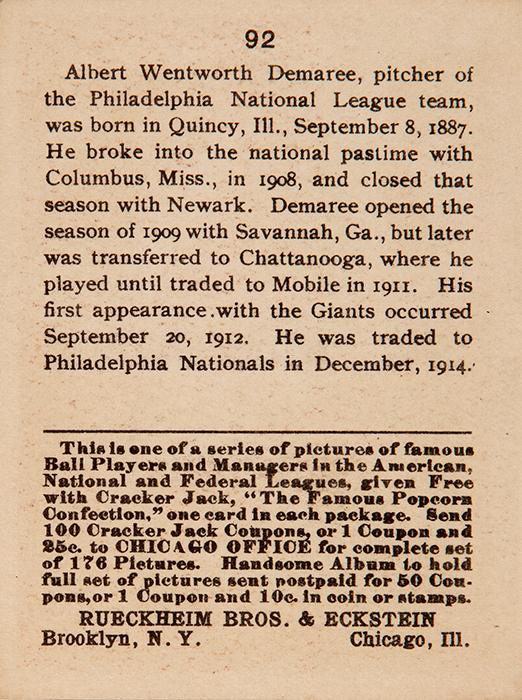 92
Albert Wentworth Demaree, pitcher of
the Philadelphia National League team,
was born in Quincy, Ill., September 8, 1887.
He broke into the national pastime with
Columbus, Miss., in 1908, and closed that
season with Newark. Demaree opened the
season of 1909 with Savannah, Ga., but later
was transferred to Chattanooga, where he
played until traded to Mobile in 1911. His
first appearance with the Giants occurred
September 20, 1912. He was traded to
Philadelphia Nationals in December, 1914.
This is one of a series of pictures of famous
Ball Players and Managers in the American,
National and Federal Leagues, given Free
with Cracker Jack, "The Famous Popcorn
Confection," one card in each package. Send
100 Cracker Jack Coupons, or 1 Coupon and
25c. to CHICAGO OFFICE for complete set
of 176 Pictures. Handsome Album to hold
full set of pictures sent postpaid for 50 Cou-
pons, or 1 Coupon and 10c. in coin or stamps.
RUECKHEIM BROS. & ECKSTEIN
Brooklyn, N. Y. Chicago, Ill.